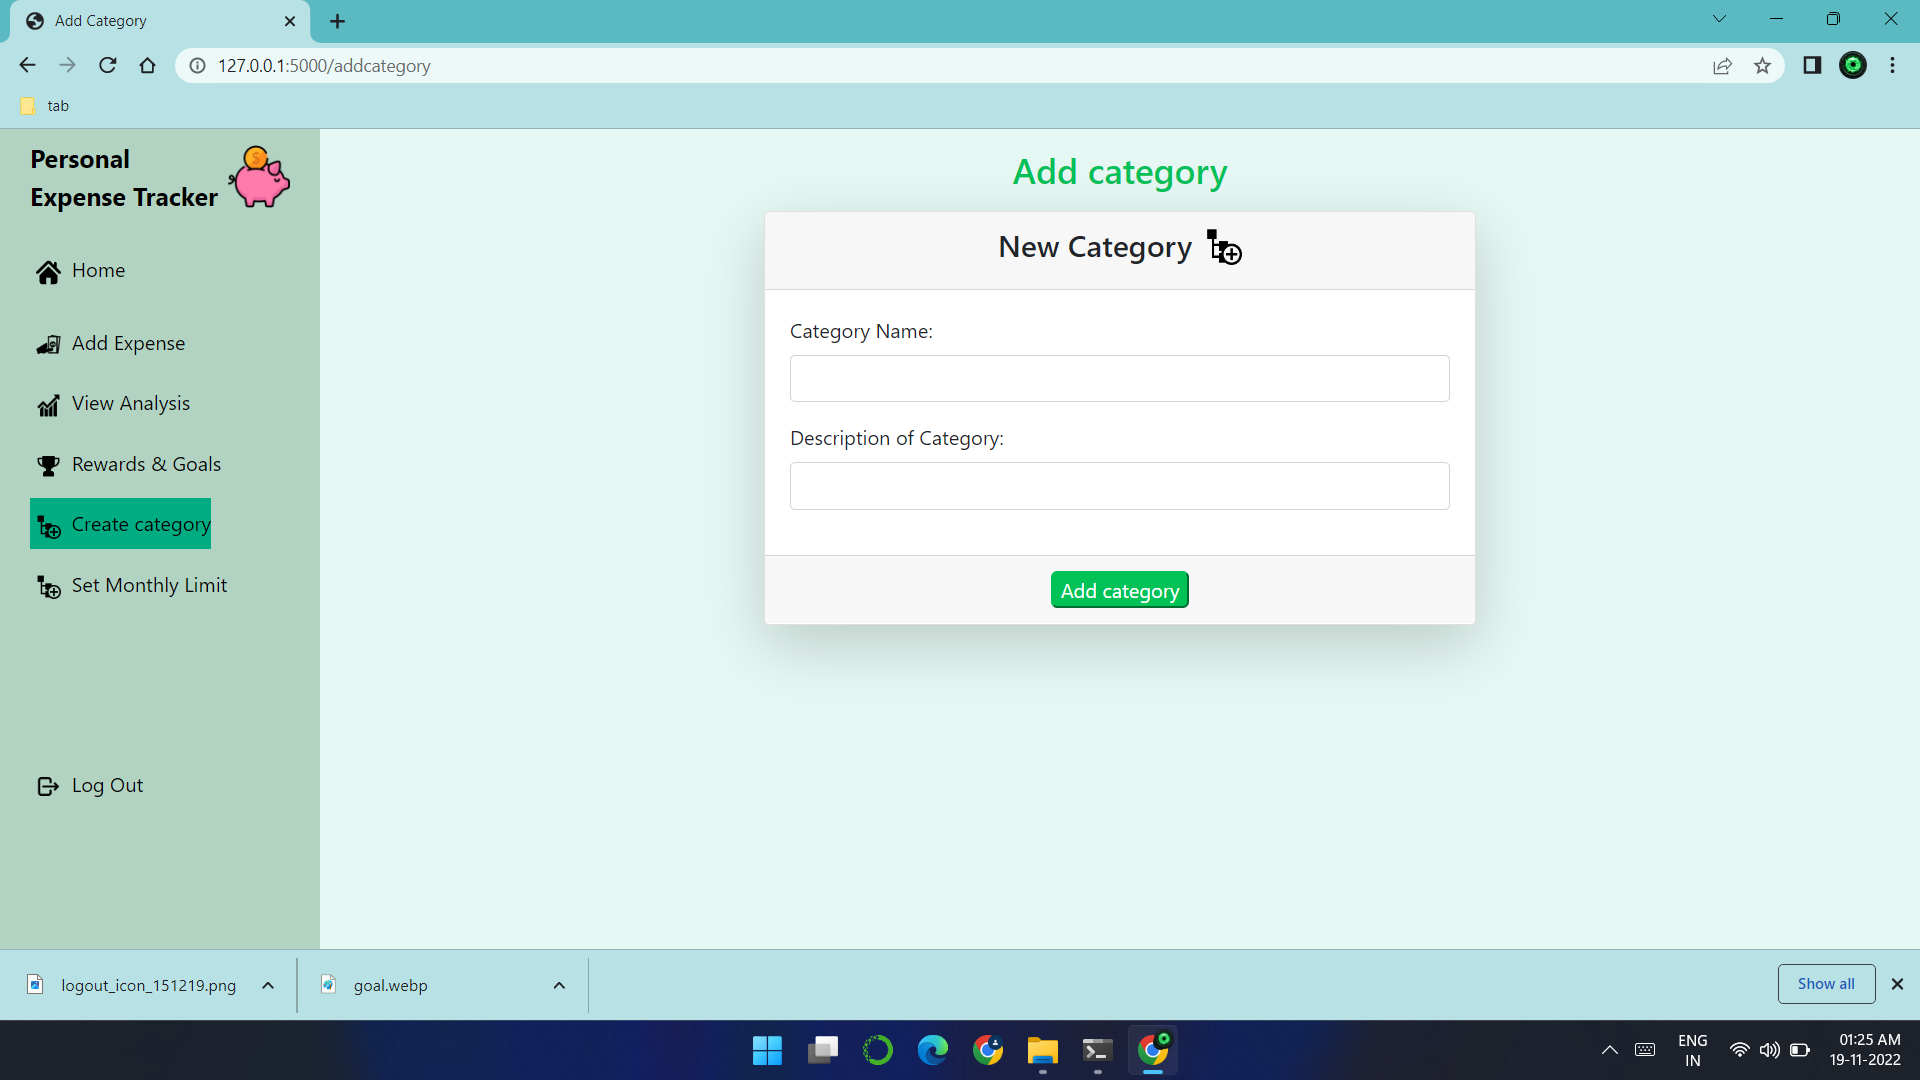 Add Category
127.0.0.1:5000/addcategory
tab
Personal
Expense Tracker
Home
Add Expense
View Analysis
Rewards & Goals
Create category
Set Monthly Limit
Log Out
Add category
New Category
Category Name:
Description of Category:
Add category
logout_icon_151219.png
goal.webp
Show all
ENG
IN
01:25 AM
19-11-2022